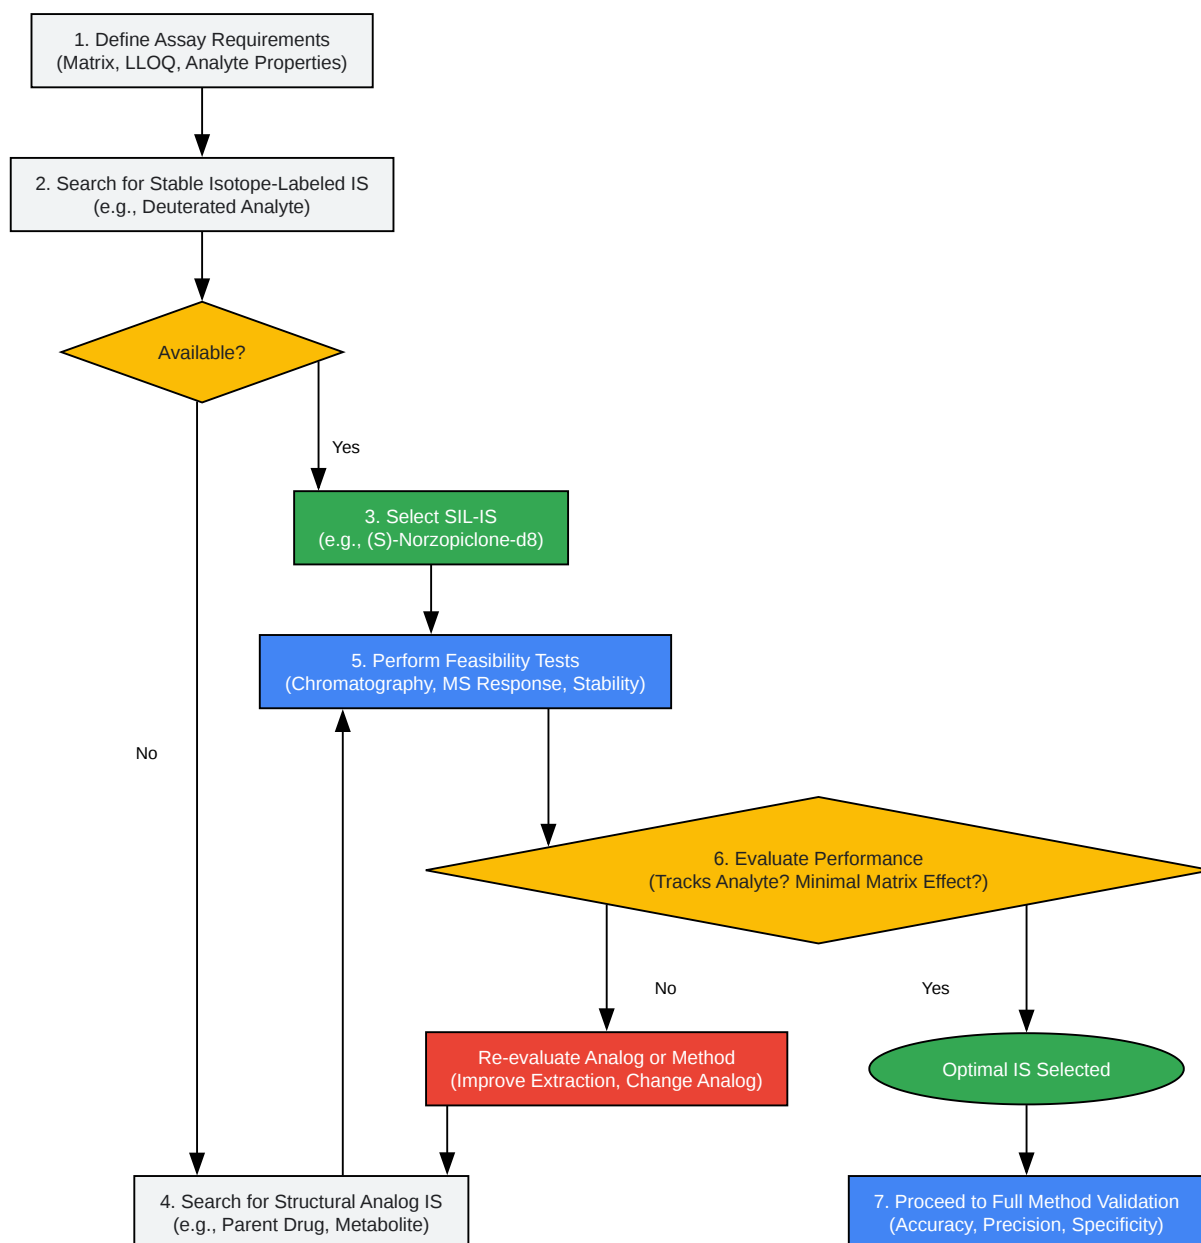 1. Define Assay Requirements
(Matrix, LLOQ, Analyte Properties)
2. Search for Stable Isotope-Labeled IS
(e.g., Deuterated Analyte)
Available?
Yes
3. Select SIL-IS
(e.g., (S)-Norzopiclone-d8)
5. Perform Feasibility Tests
(Chromatography, MS Response, Stability)
No
6. Evaluate Performance
(Tracks Analyte? Minimal Matrix Effect?)
No
Yes
Re-evaluate Analog or Method
(Improve Extraction, Change Analog)
Optimal IS Selected
4. Search for Structural Analog IS
(e.g., Parent Drug, Metabolite)
7. Proceed to Full Method Validation
(Accuracy, Precision, Specificity)